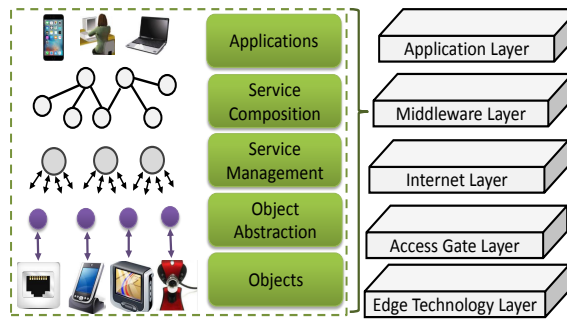 Applications
Service
Composition
Service
Management
Object
Abstraction
Objects
Application Layer
Middleware Layer
Internet Layer
Access Gate Layer
Edge Technology Layer